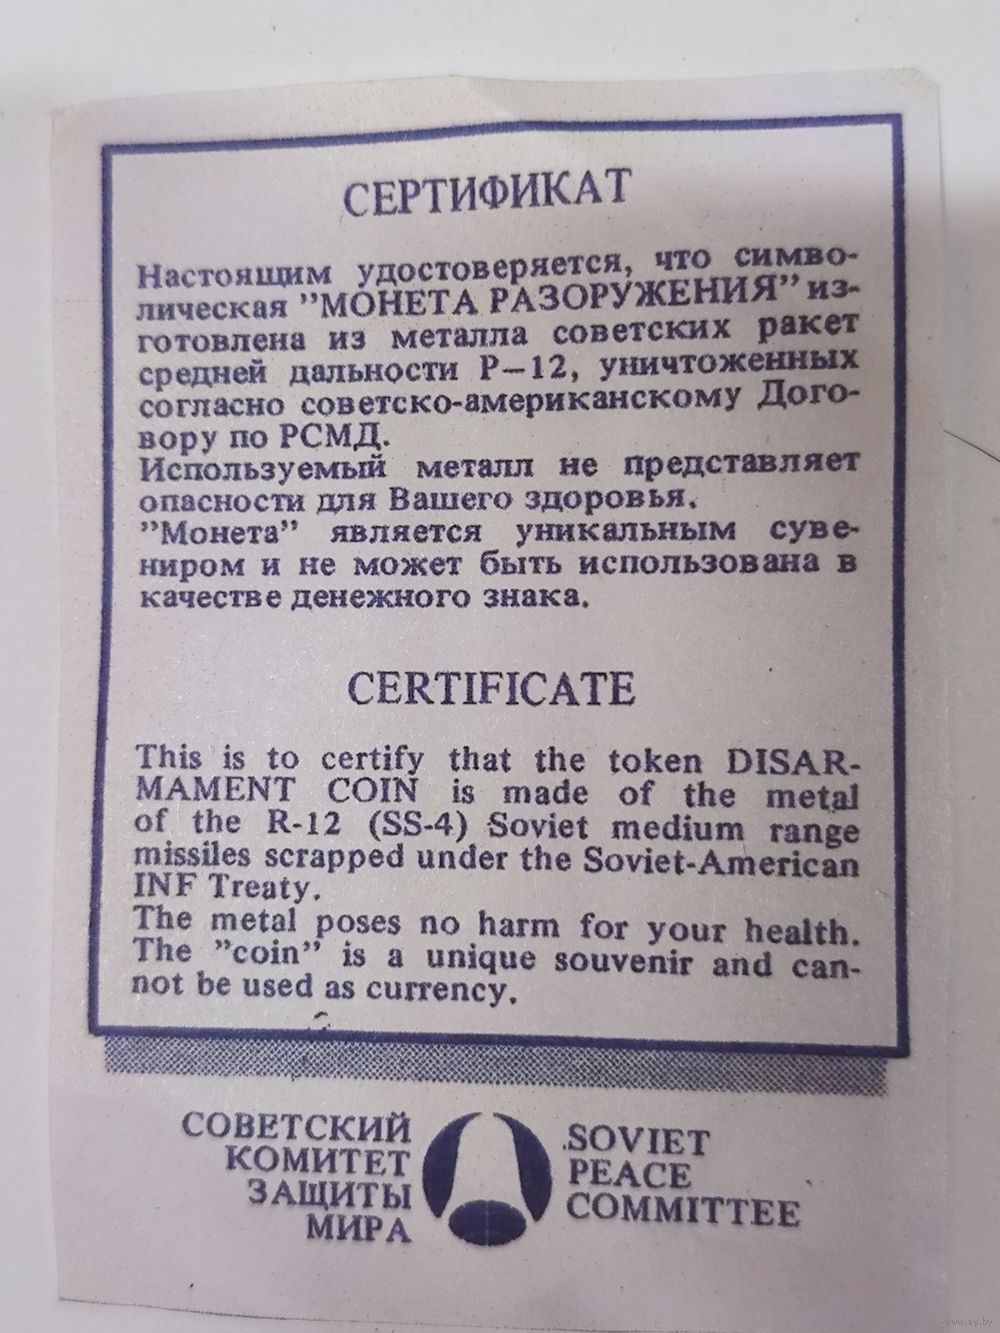 СЕРТИФИКАТ
Настоящим удостоверяется, что симво-
лическая "МОНЕТА РАЗОРУЖЕНИЯ" из-
готовлена из металла советских ракет
средней дальности Р–12, уничтоженных
согласно советско-американскому Дого-
вору по РСМД.
Используемый металл не представляет
опасности для Вашего здоровья.
"Монета" является уникальным суве-
ниром и не может быть использована в
качестве денежного знака.
CERTIFICATE
This is to certify that the token DISAR-
MAMENT COIN is made of the metal
of the R-12 (SS-4) Soviet medium range
missiles scrapped under the Soviet-American
INF Treaty.
The metal poses no harm for your health.
The "coin" is a unique souvenir and can-
not be used as currency.
СОВЕТСКИЙ
КОМИТЕТ
ЗАЩИТЫ
МИРА
SOVIET
PEACE
COMMITTEE
www.ay.by